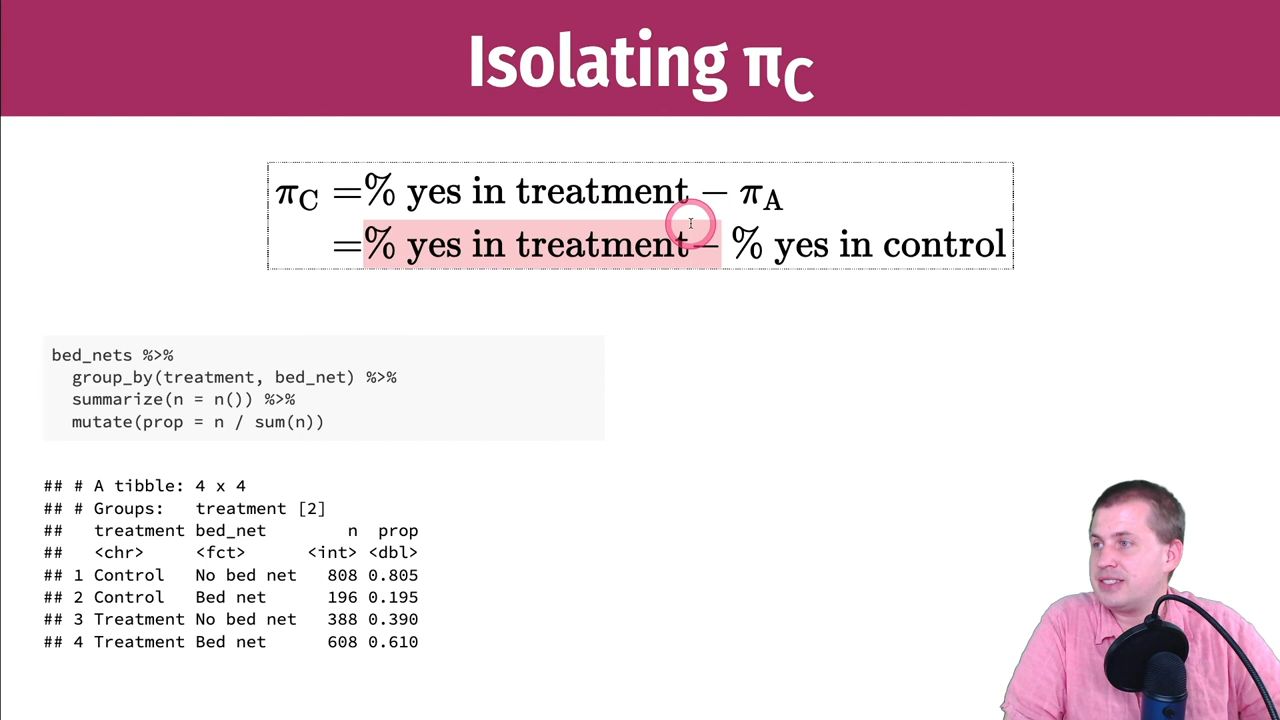 Isolating πC
πC =% yes in treatment − πA
=% yes in treatment− % yes in control
bed_nets %>%
group_by(treatment, bed_net) %>%
summarize(n = n()) %>%
mutate(prop = n / sum(n))
## # A tibble: 4 x 4
## # Groups:   treatment [2]
##   treatment bed_net        n  prop
##   <chr>     <fct>      <int> <dbl>
## 1 Control   No bed net   808 0.805
## 2 Control   Bed net      196 0.195
## 3 Treatment No bed net   388 0.390
## 4 Treatment Bed net      608 0.610